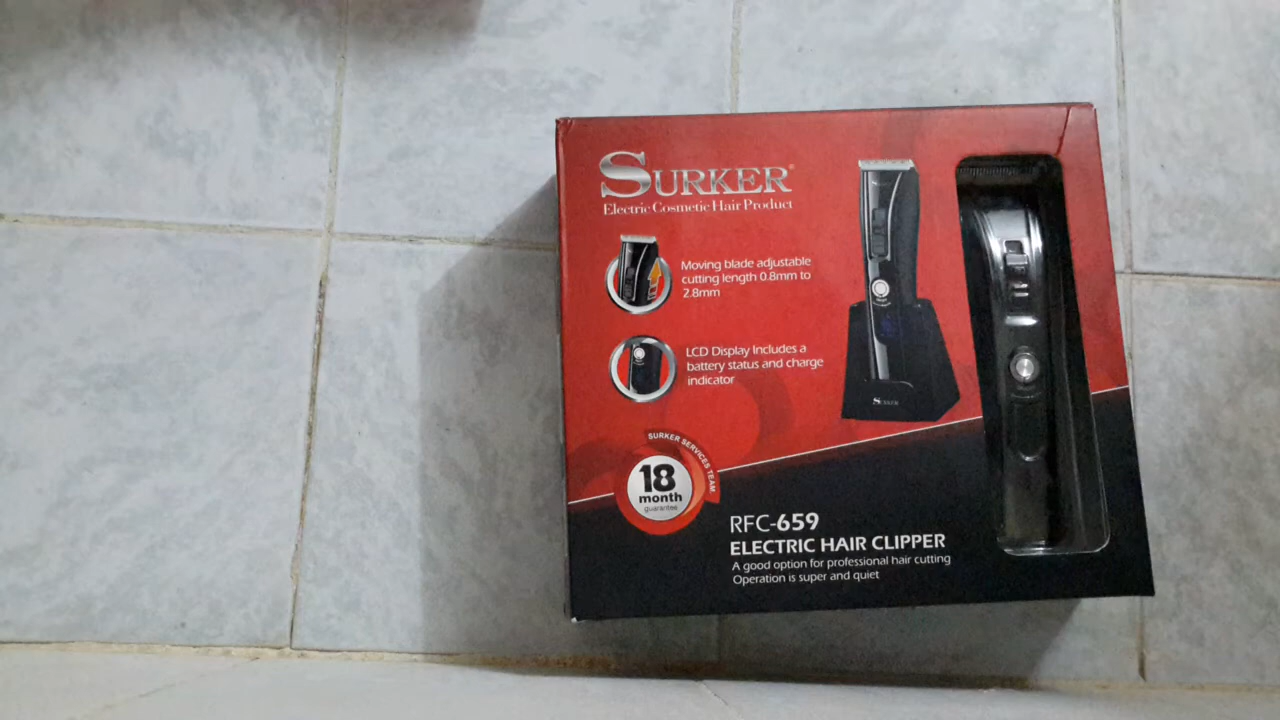 SURKER®
Electric Cosmetic Hair Product
Moving blade adjustable
cutting length 0.8mm to
2.8mm
LCD Display Includes a
battery status and charge
indicator
SURKER SERVICES TEAM
18
month
guarantee
SURKER
RFC-659
ELECTRIC HAIR CLIPPER
A good option for professional hair cutting
Operation is super and quiet